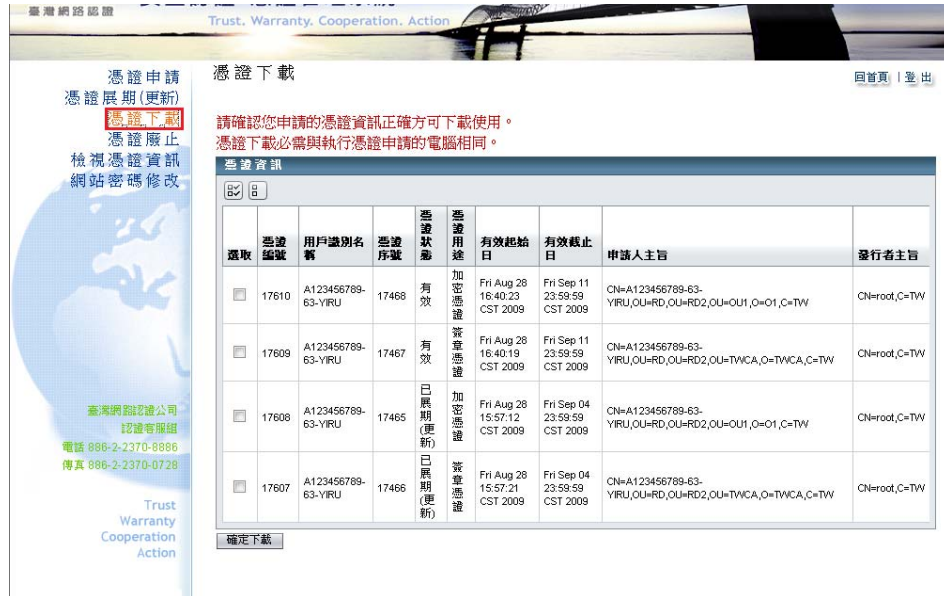 臺灣網路認證
Trust, Warranty, Cooperation, Action
憑證申請
憑證展期(更新)
憑證下載
憑證廢止
檢視憑證資訊
網站密碼修改
臺灣網路認證公司
認證客服組
電話 886-2-2370-8886
傳真 886-2-2370-0728
Trust
Warranty
Cooperation
Action
憑證下載
回首頁 | 登出
請確認您申請的憑證資訊正確方可下載使用。
憑證下載必需與執行憑證申請的電腦相同。
憑證資訊
選取 憑證編號 用戶識別名稱 憑證序號 憑證狀態 憑證用途 有效起始日 有效截止日 申請人主旨 發行者主旨
17610 A123456789-63-YIRU 17468 有效 加密憑證 Fri Aug 28 16:40:23 CST 2009 Fri Sep 11 23:59:59 CST 2009 CN=A123456789-63-YIRU,OU=RD,OU=RD2,OU=OU1,O=O1,C=TW CN=root,C=TW
17609 A123456789-63-YIRU 17467 有效 簽章憑證 Fri Aug 28 16:40:19 CST 2009 Fri Sep 11 23:59:59 CST 2009 CN=A123456789-63-YIRU,OU=RD,OU=RD2,OU=TWCA,O=TWCA,C=TW CN=root,C=TW
17608 A123456789-63-YIRU 17465 已展期(更新) 加密憑證 Fri Aug 28 15:57:12 CST 2009 Fri Sep 04 23:59:59 CST 2009 CN=A123456789-63-YIRU,OU=RD,OU=RD2,OU=OU1,O=O1,C=TW CN=root,C=TW
17607 A123456789-63-YIRU 17466 已展期(更新) 簽章憑證 Fri Aug 28 15:57:21 CST 2009 Fri Sep 04 23:59:59 CST 2009 CN=A123456789-63-YIRU,OU=RD,OU=RD2,OU=TWCA,O=TWCA,C=TW CN=root,C=TW
確定下載